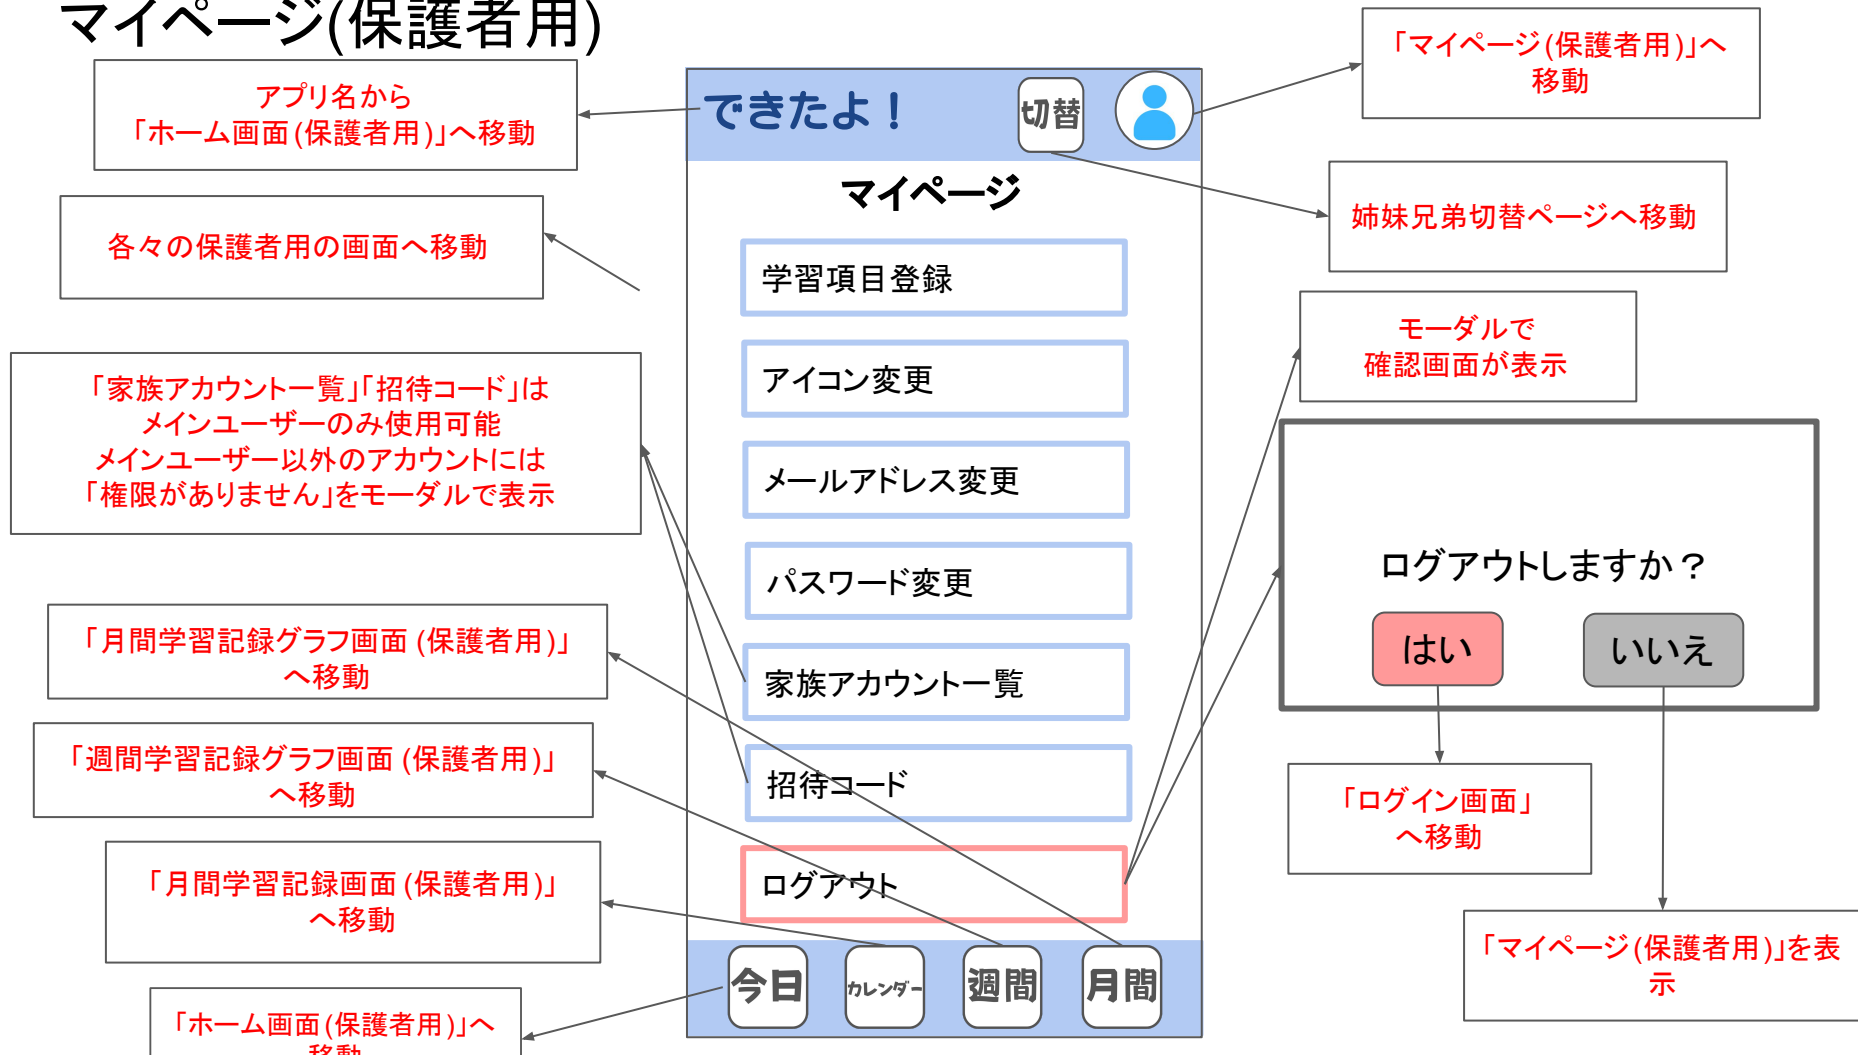 マイページ(保護者用)
アプリ名から
「ホーム画面(保護者用)」へ移動
各々の保護者用の画面へ移動
「家族アカウント一覧」「招待コード」は
メインユーザーのみ使用可能
メインユーザー以外のアカウントには
「権限がありません」をモーダルで表示
「月間学習記録グラフ画面(保護者用)」
へ移動
「週間学習記録グラフ画面(保護者用)」
へ移動
「月間学習記録画面(保護者用)」
へ移動
「ホーム画面(保護者用)」へ
移動
できたよ！
切替
マイページ
学習項目登録
アイコン変更
メールアドレス変更
パスワード変更
家族アカウント一覧
招待コード
ログアウト
今日
カレンダー
週間
月間
「マイページ(保護者用)」へ
移動
姉妹兄弟切替ページへ移動
モーダルで
確認画面が表示
ログアウトしますか？
はい
いいえ
「ログイン画面」
へ移動
「マイページ(保護者用)」を表
示